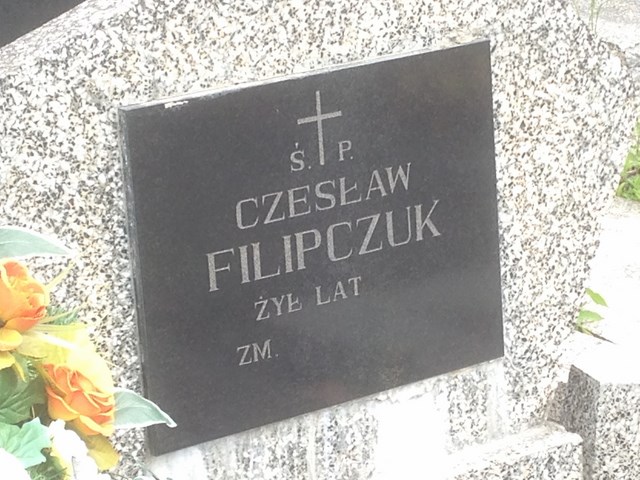 Ś. P.
CZESŁAW
FILIPCZUK
ŻYŁ LAT
ZM.